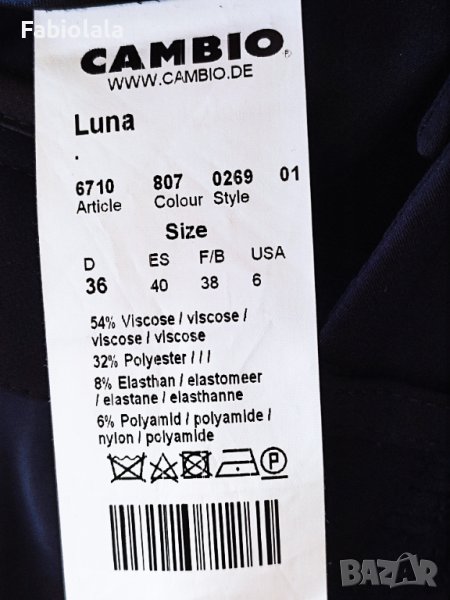 Fabiolala
CAMBIO
WWW.CAMBIO.DE
Luna
.
6710 807 0269 01
Article Colour Style
Size
D ES F/B USA
36 40 38 6
54% Viscose / viscose /
viscose / viscose
32% Polyester / / /
8% Elasthan / elastomeer
/ elastane / elasthanne
6% Polyamid / polyamide /
nylon / polyamide
P
BAZAR